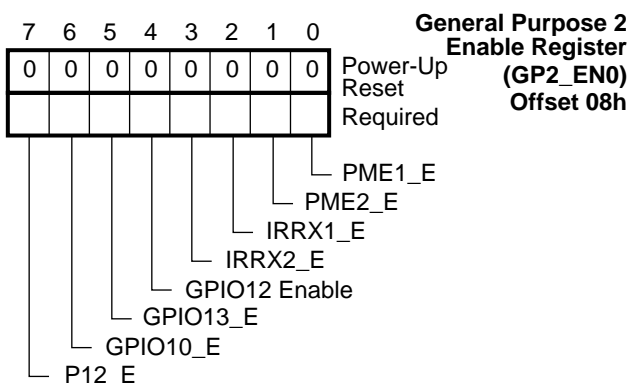 7 6 5 4 3 2 1 0
General Purpose 2
Enable Register
(GP2_EN0)
Offset 08h
0 0 0 0 0 0 0 0
Power-Up
Reset
Required
PME1_E
PME2_E
IRRX1_E
IRRX2_E
GPIO12 Enable
GPIO13_E
GPIO10_E
P12_E